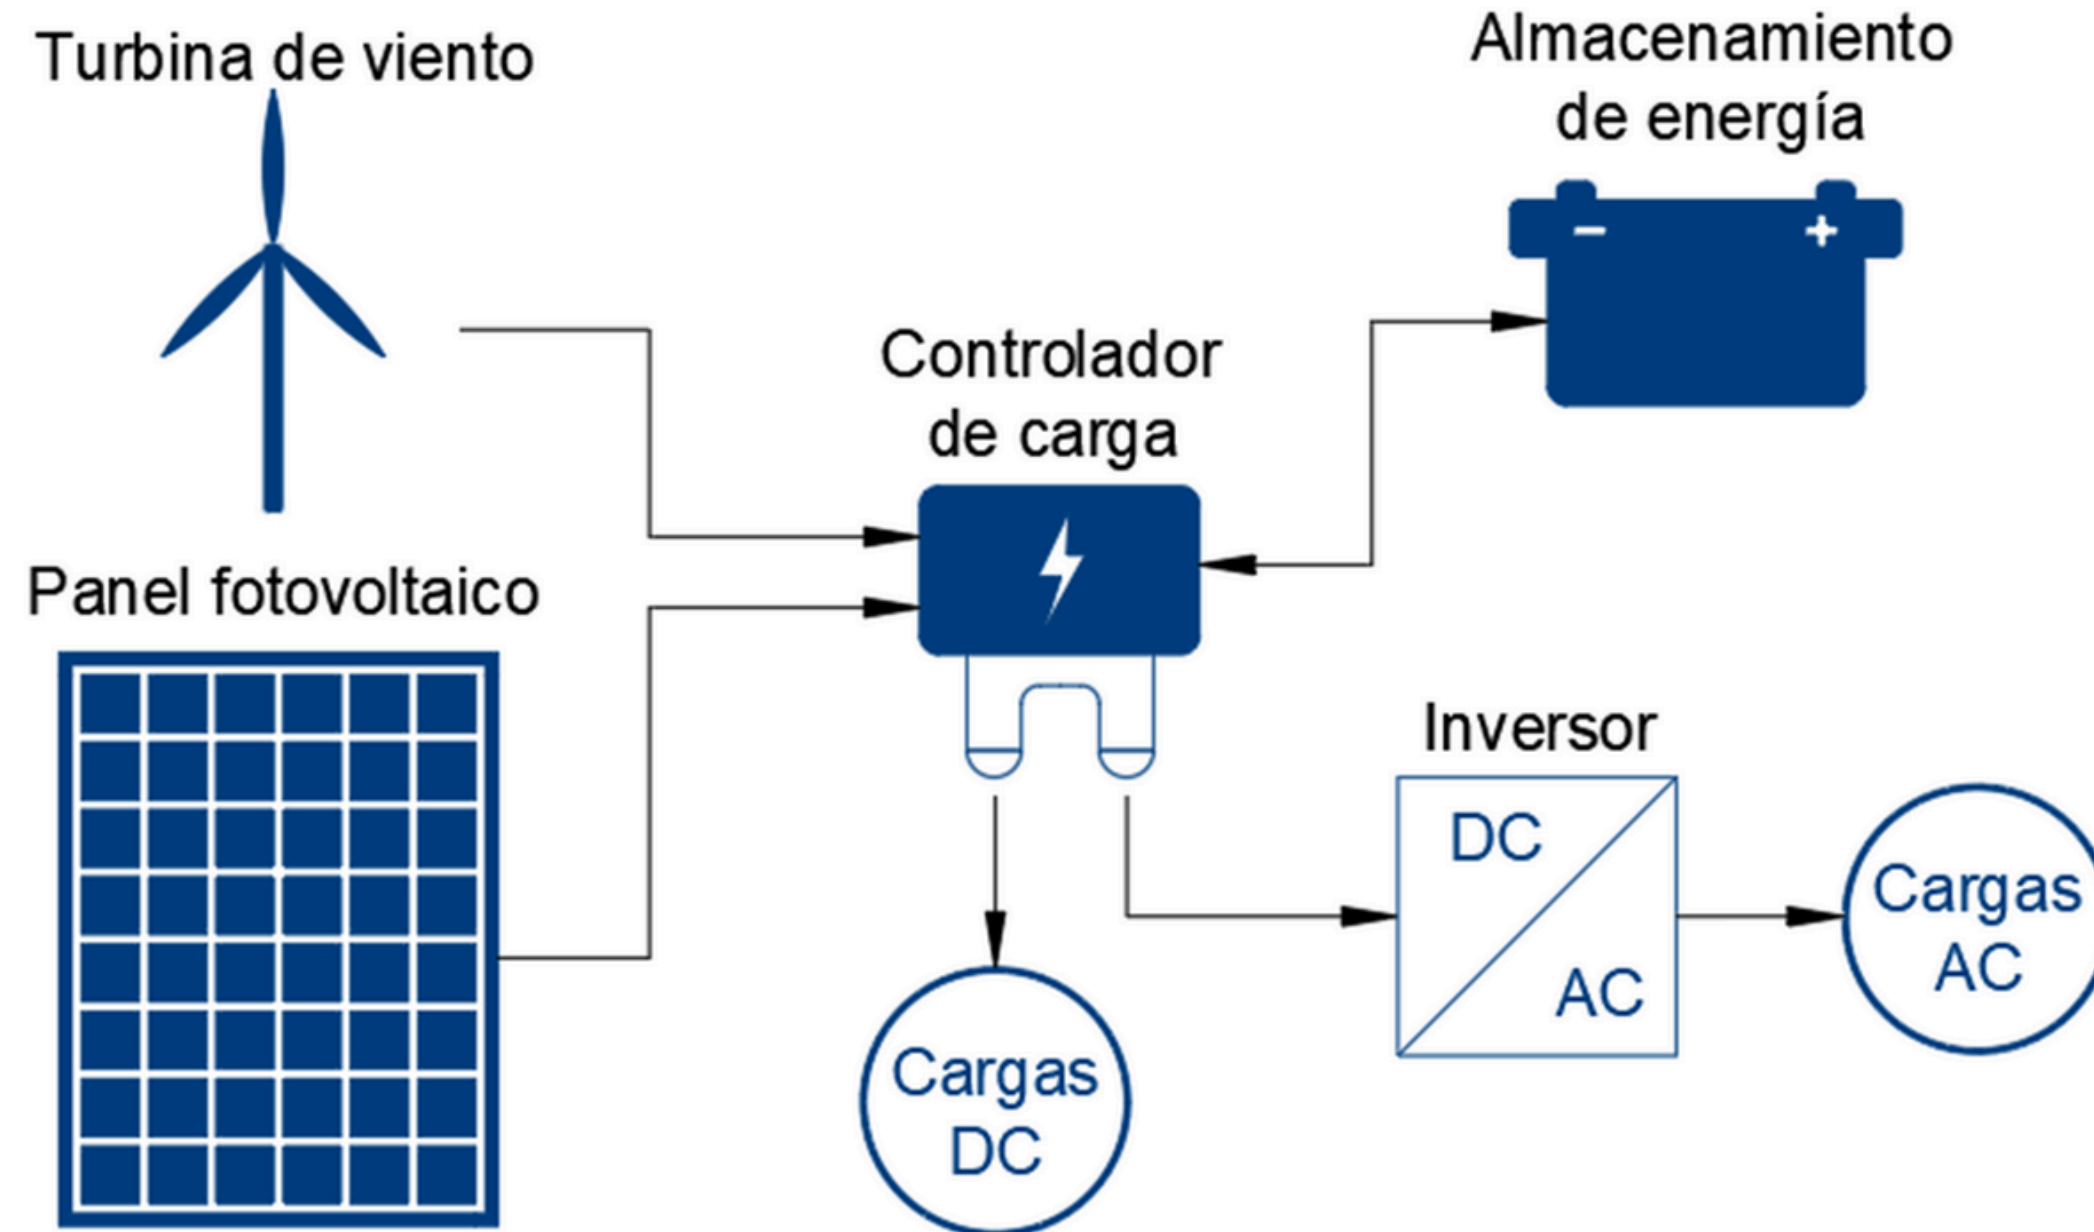 Turbina de viento
Almacenamiento
de energía
Controlador
de carga
Panel fotovoltaico
Inversor
DC
AC
Cargas
AC
Cargas
DC